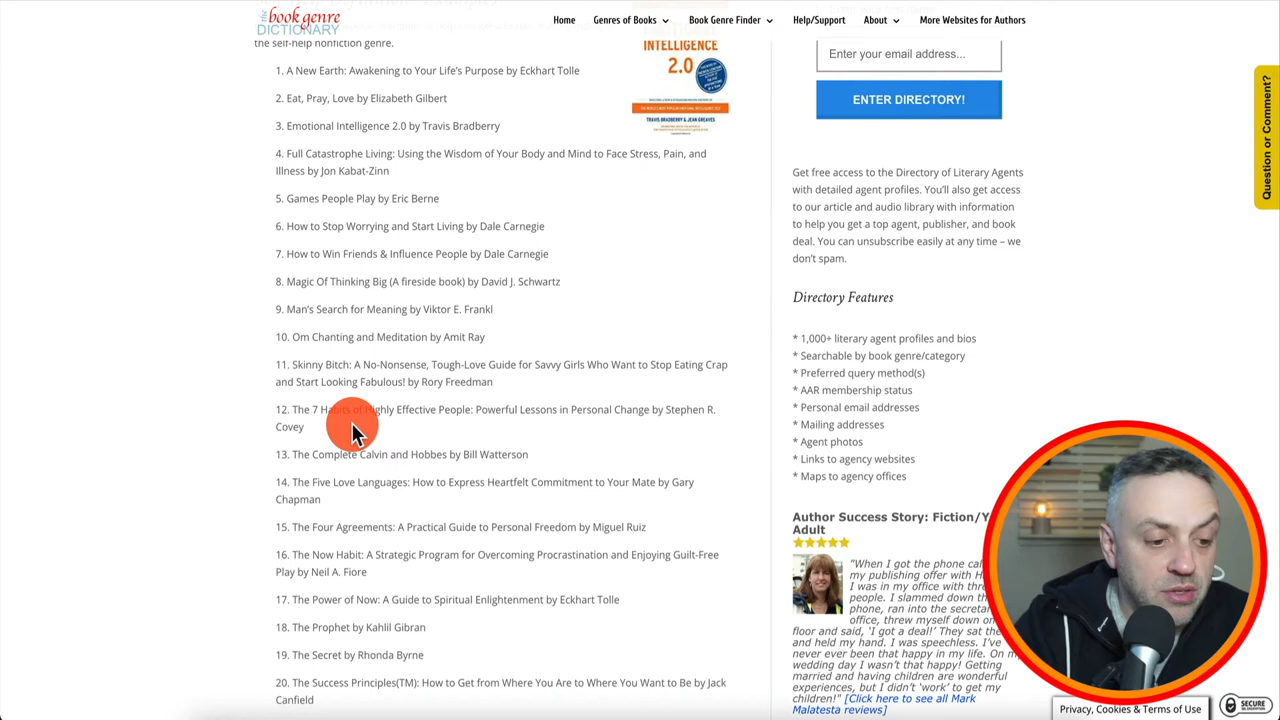 the book genre DICTIONARY
Home
Genres of Books
Book Genre Finder
Help/Support
About
More Websites for Authors
the self-help nonfiction genre.
1. A New Earth: Awakening to Your Life's Purpose by Eckhart Tolle
2. Eat, Pray, Love by Elizabeth Gilbert
3. Emotional Intelligence 2.0 by Travis Bradberry
4. Full Catastrophe Living: Using the Wisdom of Your Body and Mind to Face Stress, Pain, and
Illness by Jon Kabat-Zinn
5. Games People Play by Eric Berne
6. How to Stop Worrying and Start Living by Dale Carnegie
7. How to Win Friends & Influence People by Dale Carnegie
8. Magic Of Thinking Big (A fireside book) by David J. Schwartz
9. Man's Search for Meaning by Viktor E. Frankl
10. Om Chanting and Meditation by Amit Ray
11. Skinny Bitch: A No-Nonsense, Tough-Love Guide for Savvy Girls Who Want to Stop Eating Crap
and Start Looking Fabulous! by Rory Freedman
12. The 7 Habits of Highly Effective People: Powerful Lessons in Personal Change by Stephen R.
Covey
13. The Complete Calvin and Hobbes by Bill Watterson
14. The Five Love Languages: How to Express Heartfelt Commitment to Your Mate by Gary
Chapman
15. The Four Agreements: A Practical Guide to Personal Freedom by Miguel Ruiz
16. The Now Habit: A Strategic Program for Overcoming Procrastination and Enjoying Guilt-Free
Play by Neil A. Fiore
17. The Power of Now: A Guide to Spiritual Enlightenment by Eckhart Tolle
18. The Prophet by Kahlil Gibran
19. The Secret by Rhonda Byrne
20. The Success Principles(TM): How to Get from Where You Are to Where You Want to Be by Jack
Canfield
INTELLIGENCE
2.0
TRAVIS BRADBERRY & JEAN GREAVES
Enter your email address...
ENTER DIRECTORY!
Get free access to the Directory of Literary Agents
with detailed agent profiles. You'll also get access
to our article and audio library with information
to help you get a top agent, publisher, and book
deal. You can unsubscribe easily at any time – we
don't spam.
Directory Features
* 1,000+ literary agent profiles and bios
* Searchable by book genre/category
* Preferred query method(s)
* AAR membership status
* Personal email addresses
* Mailing addresses
* Agent photos
* Links to agency websites
* Maps to agency offices
Author Success Story: Fiction/Y
Adult
"When I got the phone cal
my publishing offer with H
I was in my office with thr
people. I slammed down th
phone, ran into the secreta
office, threw myself down on
floor and said, 'I got a deal!' They sat the
and held my hand. I was speechless. I've
never ever been that happy in my life. On m
wedding day I wasn't that happy! Getting
married and having children are wonderful
experiences, but I didn't 'work' to get my
children!" [Click here to see all Mark
Malatesta reviews]
Question or Comment?
Privacy, Cookies & Terms of Use
SECURE